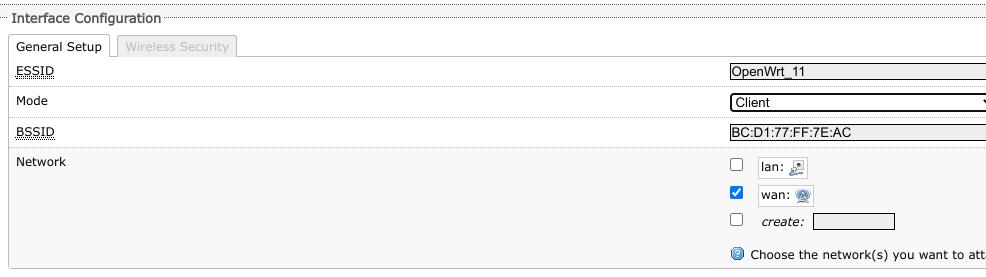 Interface Configuration
General Setup Wireless Security
ESSID OpenWrt_11
Mode Client
BSSID BC:D1:77:FF:7E:AC
Network lan:
wan:
create:
Choose the network(s) you want to att